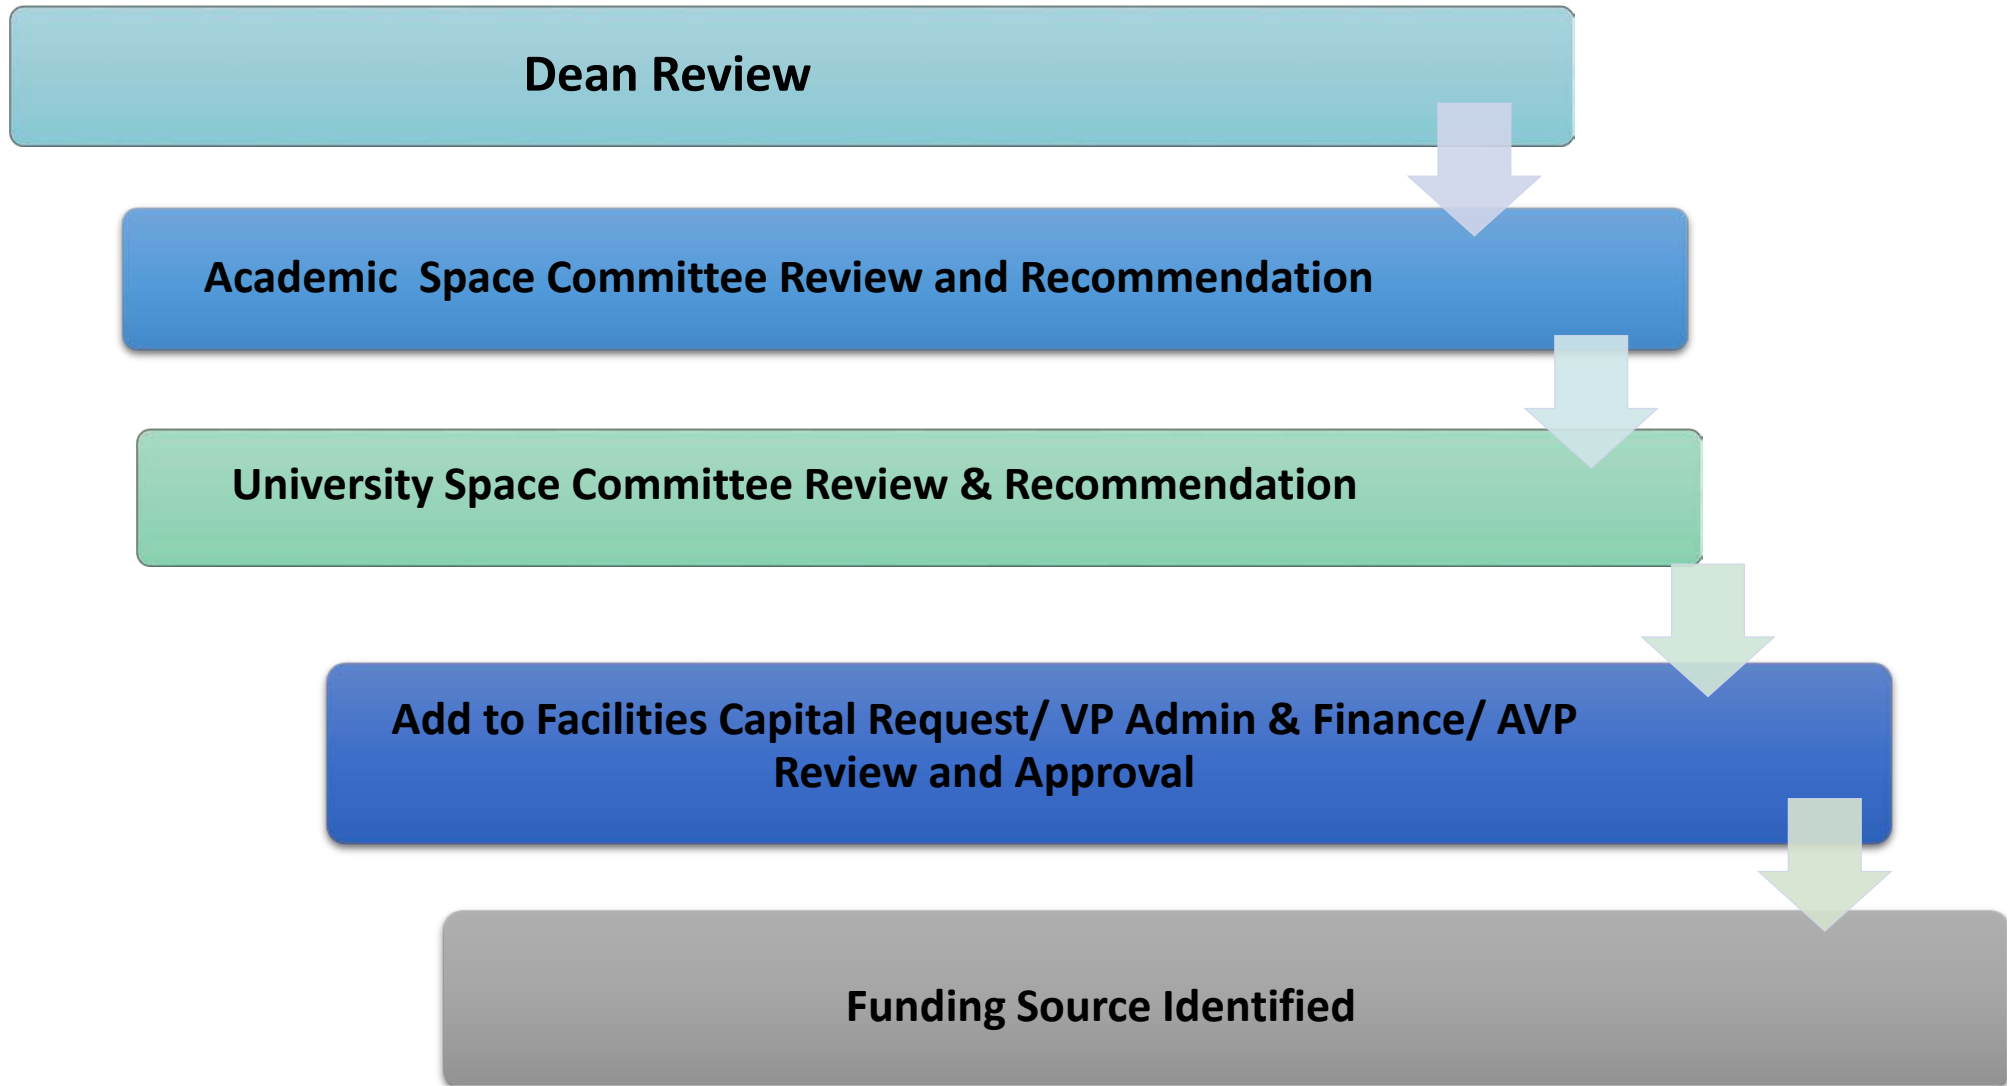 Dean Review
Academic  Space Committee Review and Recommendation
University Space Committee Review & Recommendation
Add to Facilities Capital Request/ VP Admin & Finance/ AVP
Review and Approval
Funding Source Identified